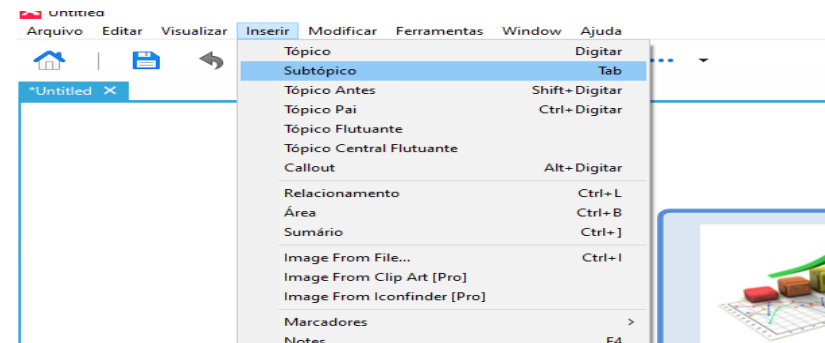 Untitled
Arquivo Editar Visualizar Inserir Modificar Ferramentas Window Ajuda
*Untitled
Tópico Digitar
Subtópico Tab
Tópico Antes Shift+Digitar
Tópico Pai Ctrl+Digitar
Tópico Flutuante
Tópico Central Flutuante
Callout Alt+Digitar
Relacionamento Ctrl+L
Área Ctrl+B
Sumário Ctrl+]
Image From File... Ctrl+I
Image From Clip Art [Pro]
Image From Iconfinder [Pro]
Marcadores >
Notes F4